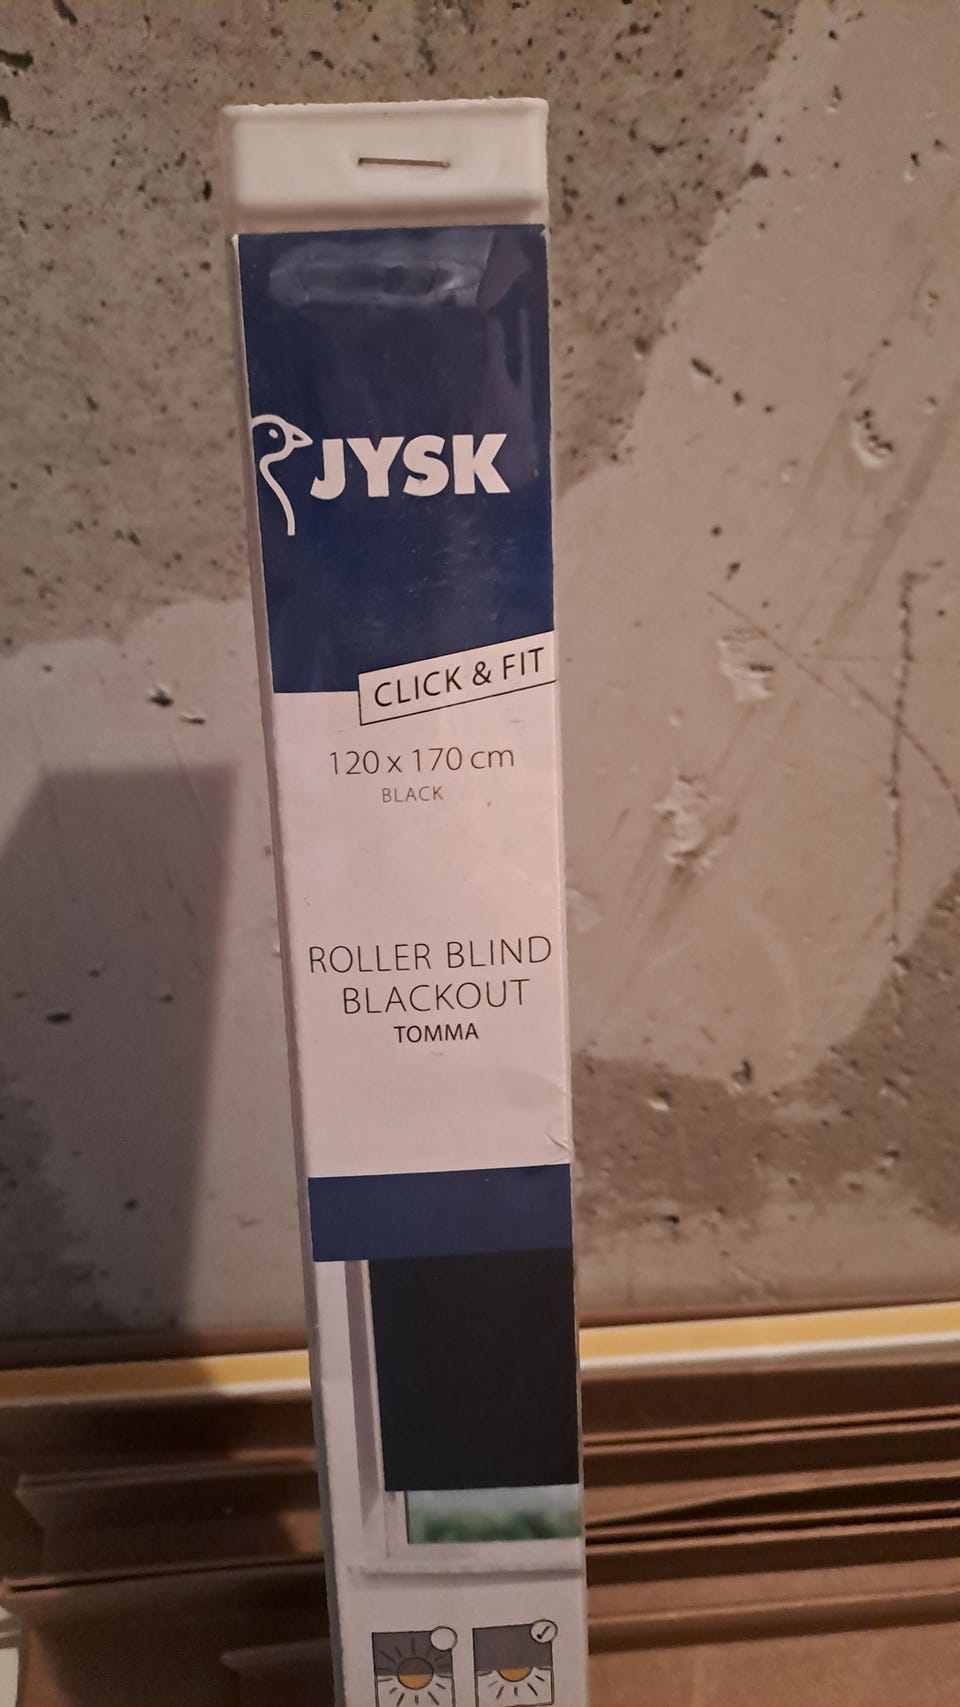 JYSK
CLICK & FIT
120 x 170 cm
BLACK
ROLLER BLIND
BLACKOUT
TOMMA